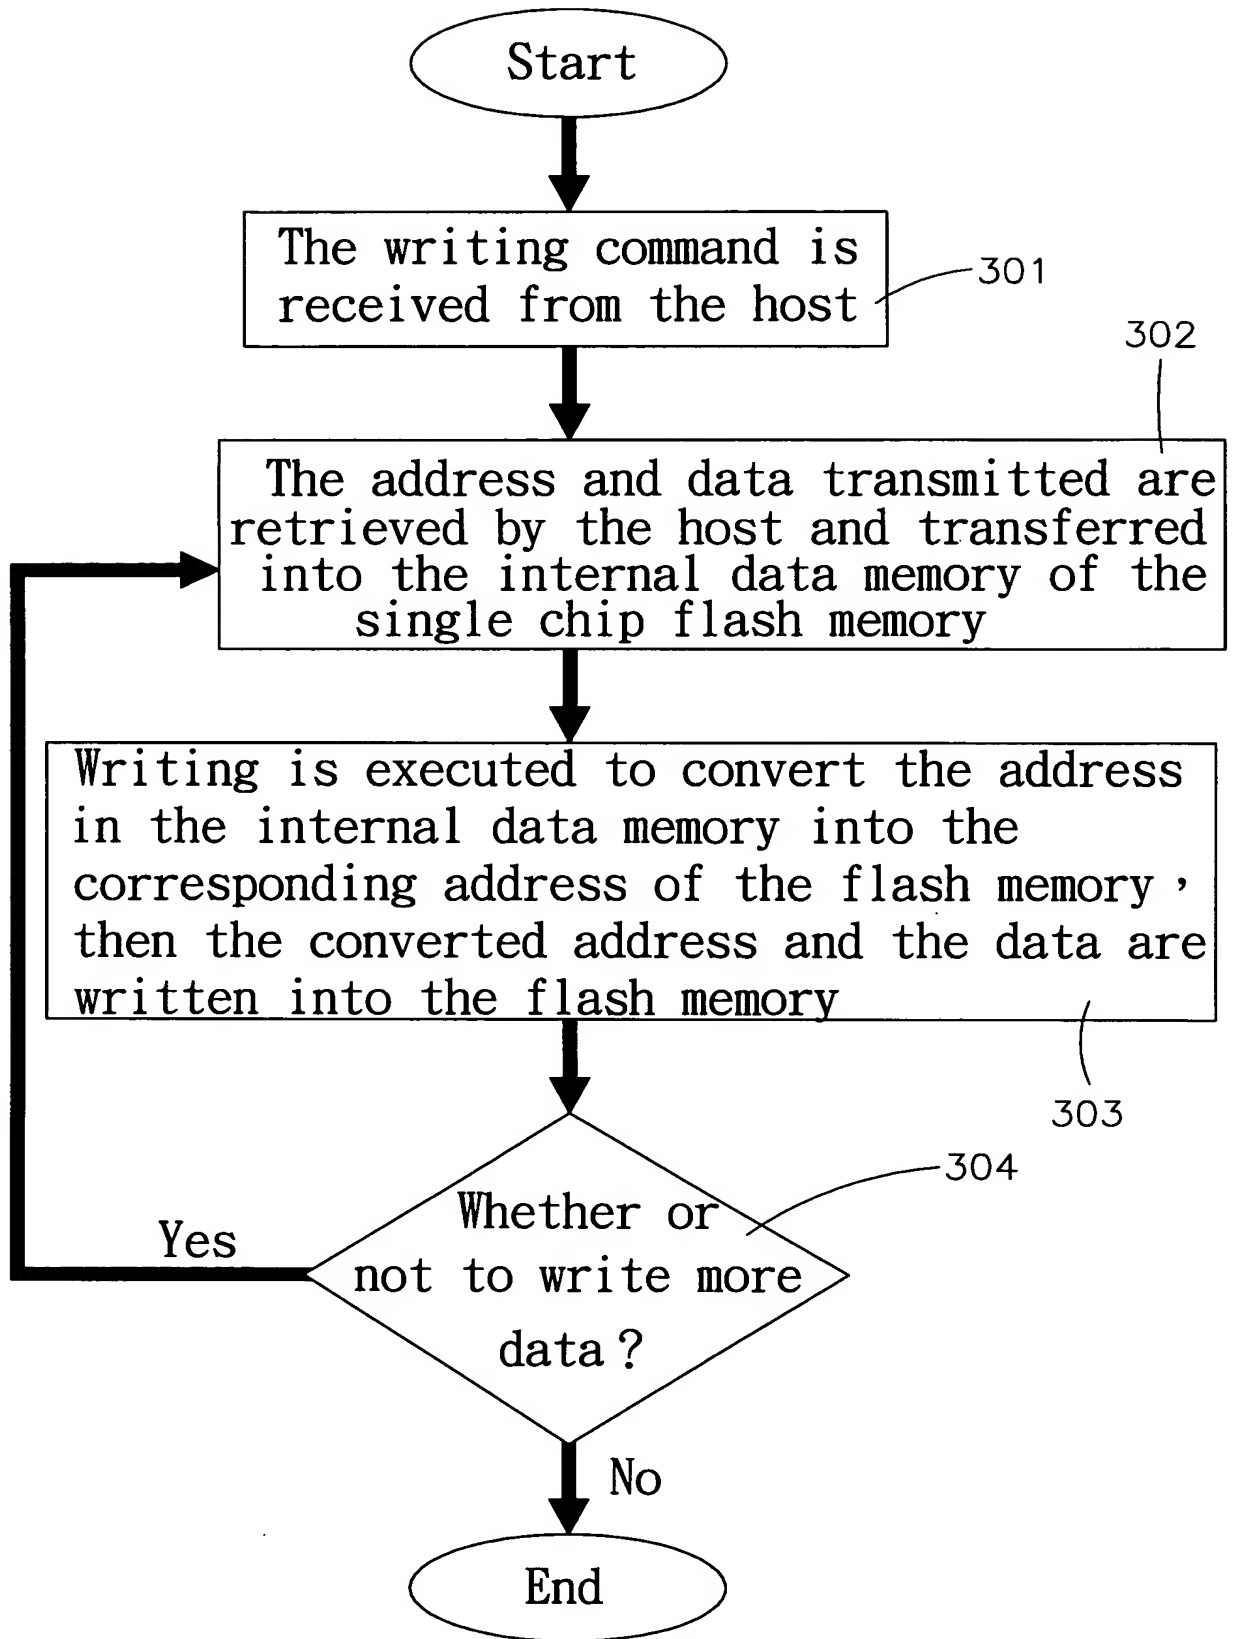 Start
The writing command is
received from the host
301
302
The address and data transmitted are
retrieved by the host and transferred
into the internal data memory of the
single chip flash memory
Writing is executed to convert the address
in the internal data memory into the
corresponding address of the flash memory,
then the converted address and the data are
written into the flash memory
303
304
Whether or
not to write more
data?
Yes
No
End